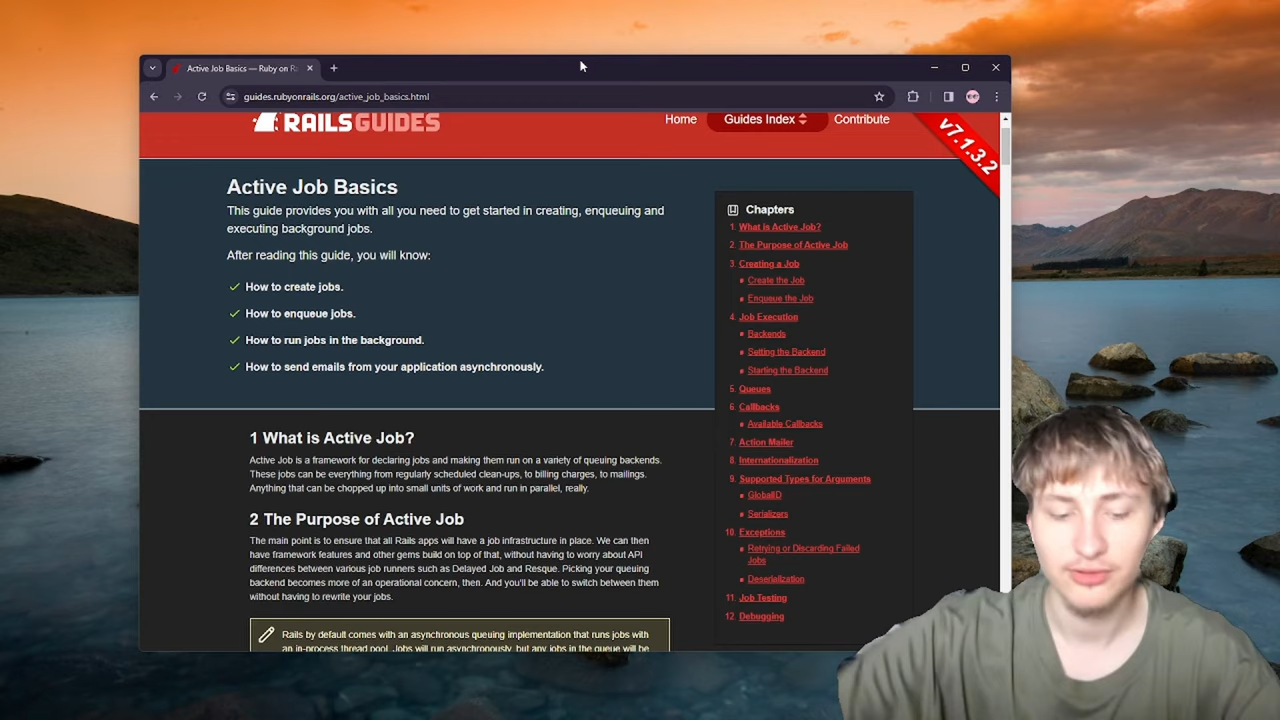 Active Job Basics — Ruby on Ra
guides.rubyonrails.org/active_job_basics.html
RAILSGUIDES
Home
Guides Index
Contribute
v7.1.3.2
Active Job Basics
This guide provides you with all you need to get started in creating, enqueuing and
executing background jobs.
After reading this guide, you will know:
How to create jobs.
How to enqueue jobs.
How to run jobs in the background.
How to send emails from your application asynchronously.
Chapters
1. What is Active Job?
2. The Purpose of Active Job
3. Creating a Job
Create the Job
Enqueue the Job
4. Job Execution
Backends
Setting the Backend
Starting the Backend
5. Queues
6. Callbacks
Available Callbacks
7. Action Mailer
8. Internationalization
9. Supported Types for Arguments
GlobalID
Serializers
10. Exceptions
Retrying or Discarding Failed
Jobs
Deserialization
11. Job Testing
12. Debugging
1 What is Active Job?
Active Job is a framework for declaring jobs and making them run on a variety of queuing backends.
These jobs can be everything from regularly scheduled clean-ups, to billing charges, to mailings.
Anything that can be chopped up into small units of work and run in parallel, really.
2 The Purpose of Active Job
The main point is to ensure that all Rails apps will have a job infrastructure in place. We can then
have framework features and other gems build on top of that, without having to worry about API
differences between various job runners such as Delayed Job and Resque. Picking your queuing
backend becomes more of an operational concern, then. And you'll be able to switch between them
without having to rewrite your jobs.
Rails by default comes with an asynchronous queuing implementation that runs jobs with
an in-process thread pool. Jobs will run asynchronously, but any jobs in the queue will be